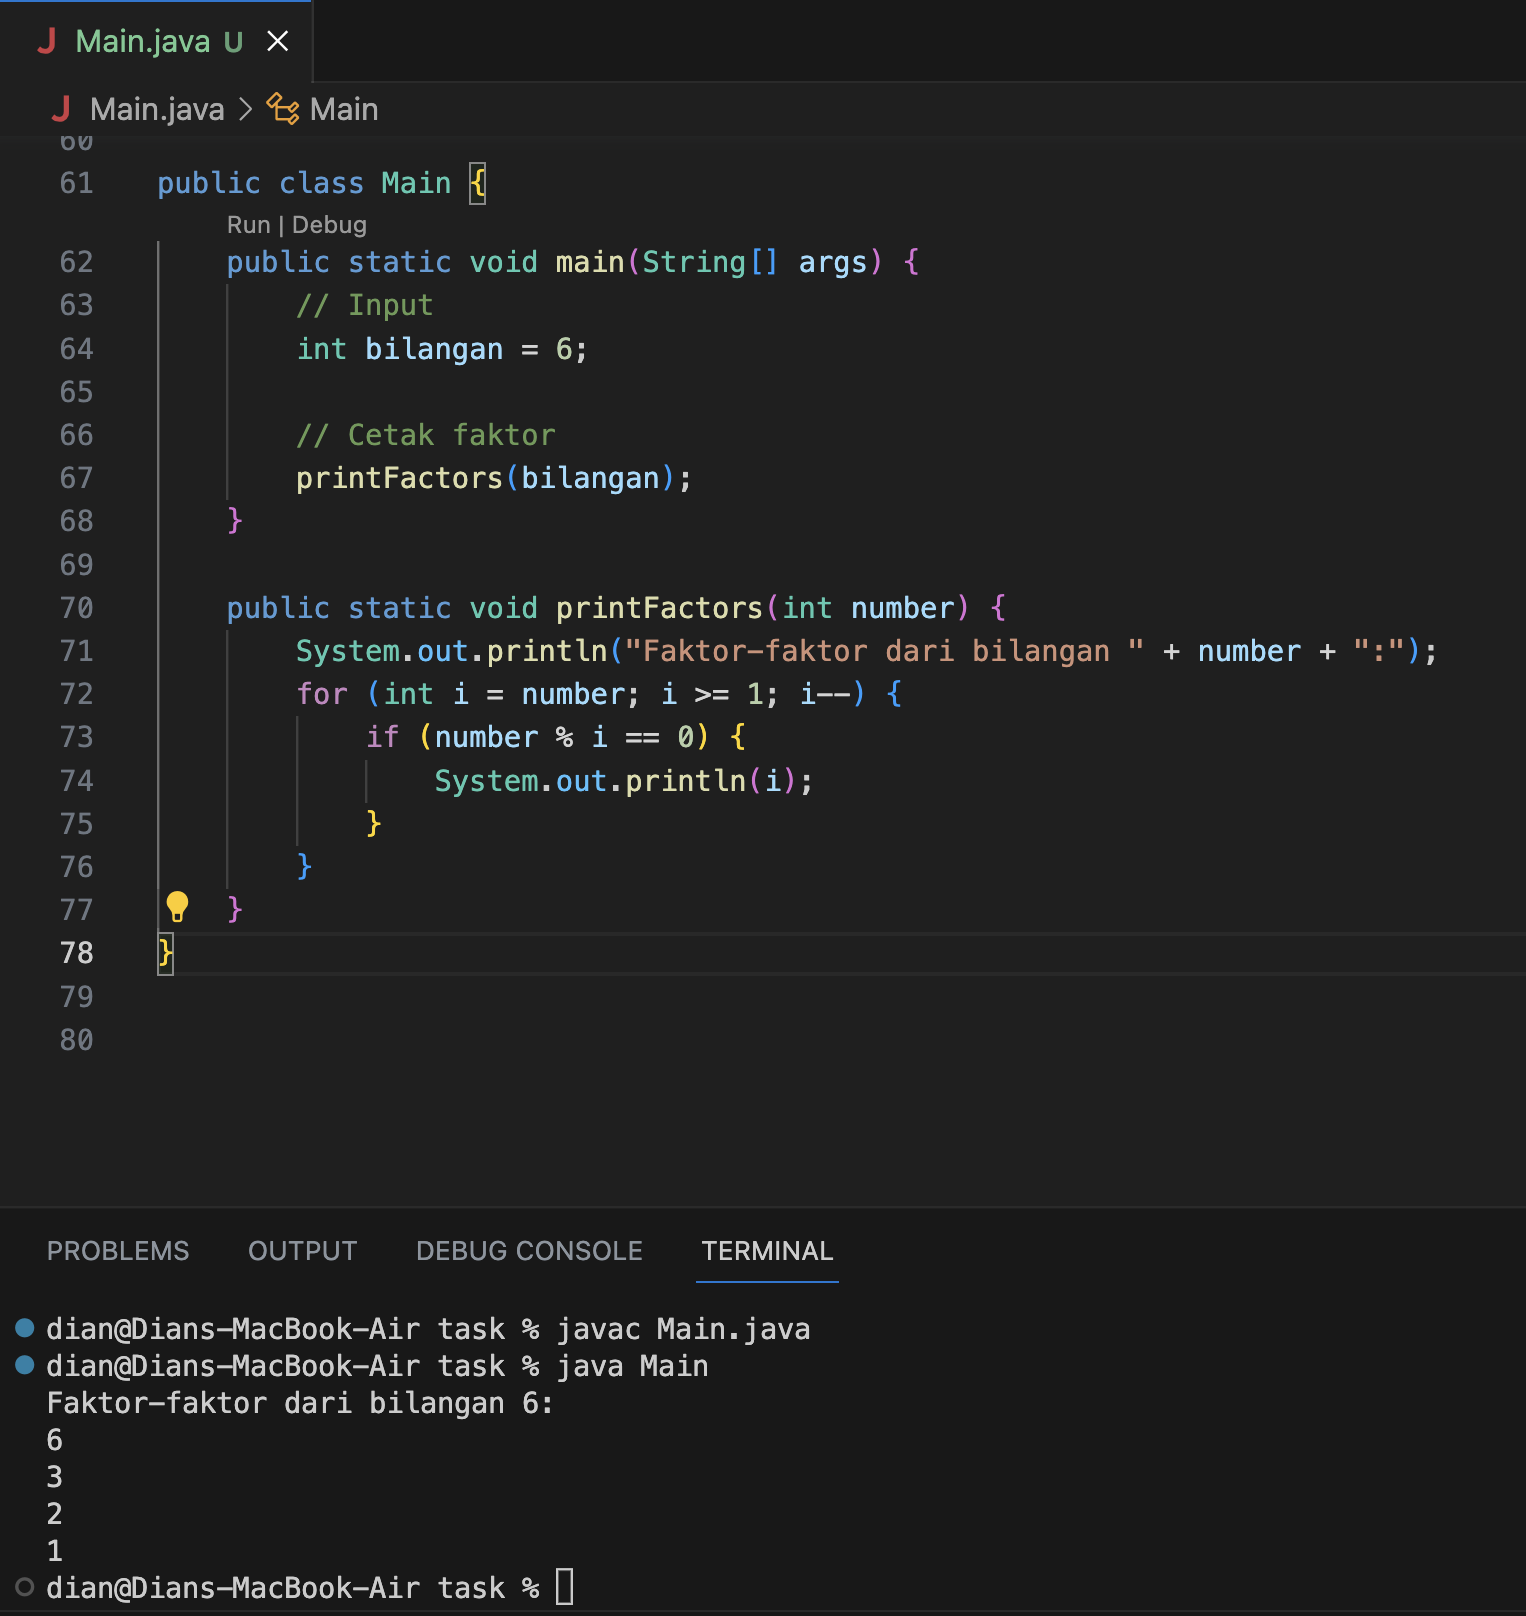 Main.java U
Main.java > Main
60
61 public class Main {
Run | Debug
62 public static void main(String[] args) {
63 // Input
64 int bilangan = 6;
65
66 // Cetak faktor
67 printFactors(bilangan);
68 }
69
70 public static void printFactors(int number) {
71 System.out.println("Faktor-faktor dari bilangan " + number + ":");
72 for (int i = number; i >= 1; i--) {
73 if (number % i == 0) {
74 System.out.println(i);
75 }
76 }
77 }
78 }
79
80
PROBLEMS OUTPUT DEBUG CONSOLE TERMINAL
dian@Dians-MacBook-Air task % javac Main.java
dian@Dians-MacBook-Air task % java Main
Faktor-faktor dari bilangan 6:
6
3
2
1
dian@Dians-MacBook-Air task %